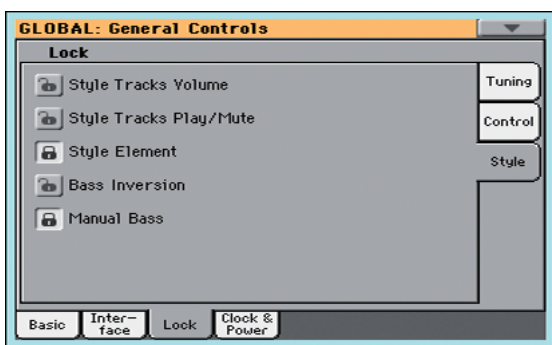 GLOBAL: General Controls
Lock
Style Tracks Volume
Style Tracks Play/Mute
Style Element
Bass Inversion
Manual Bass
Tuning
Control
Style
Basic
Inter-
face
Lock
Clock &
Power